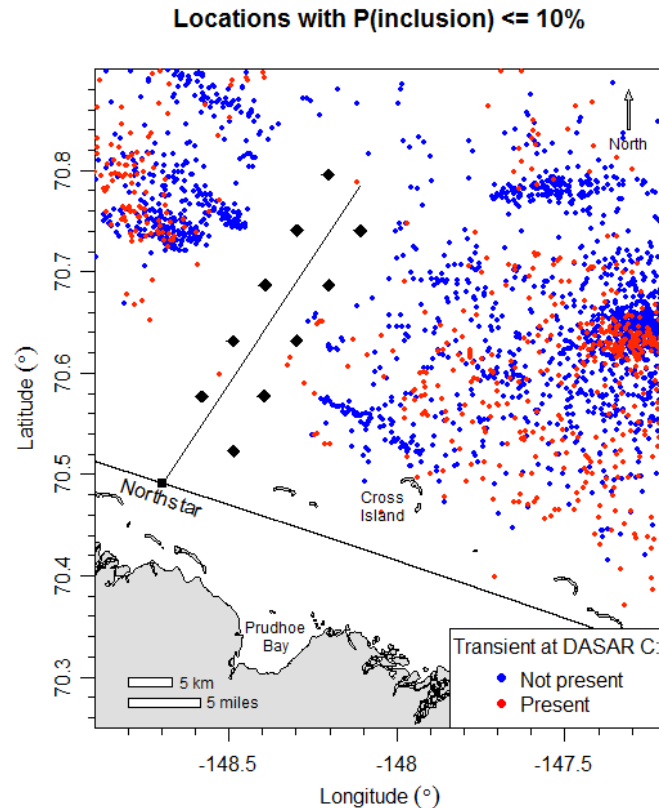 Locations with P(inclusion) <= 10%
North
70.8
70.7
70.6
70.5
70.4
70.3
Latitude (°)
Northstar
Cross
Island
Prudhoe
Bay
5 km
5 miles
Transient at DASAR C:
Not present
Present
-148.5
-148
-147.5
Longitude (°)